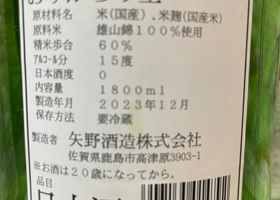 原材料名　米(国産)、米麹(国産米)
原料米　雄山錦100%使用
精米歩合　60%
アルコール分　15度
日本酒度　0
内容量　1800ml
製造年月　2023年12月
保存方法　要冷蔵
製造者　矢野酒造株式会社
佐賀県鹿島市高津原3903-1
※お酒は20歳になってから。
品目